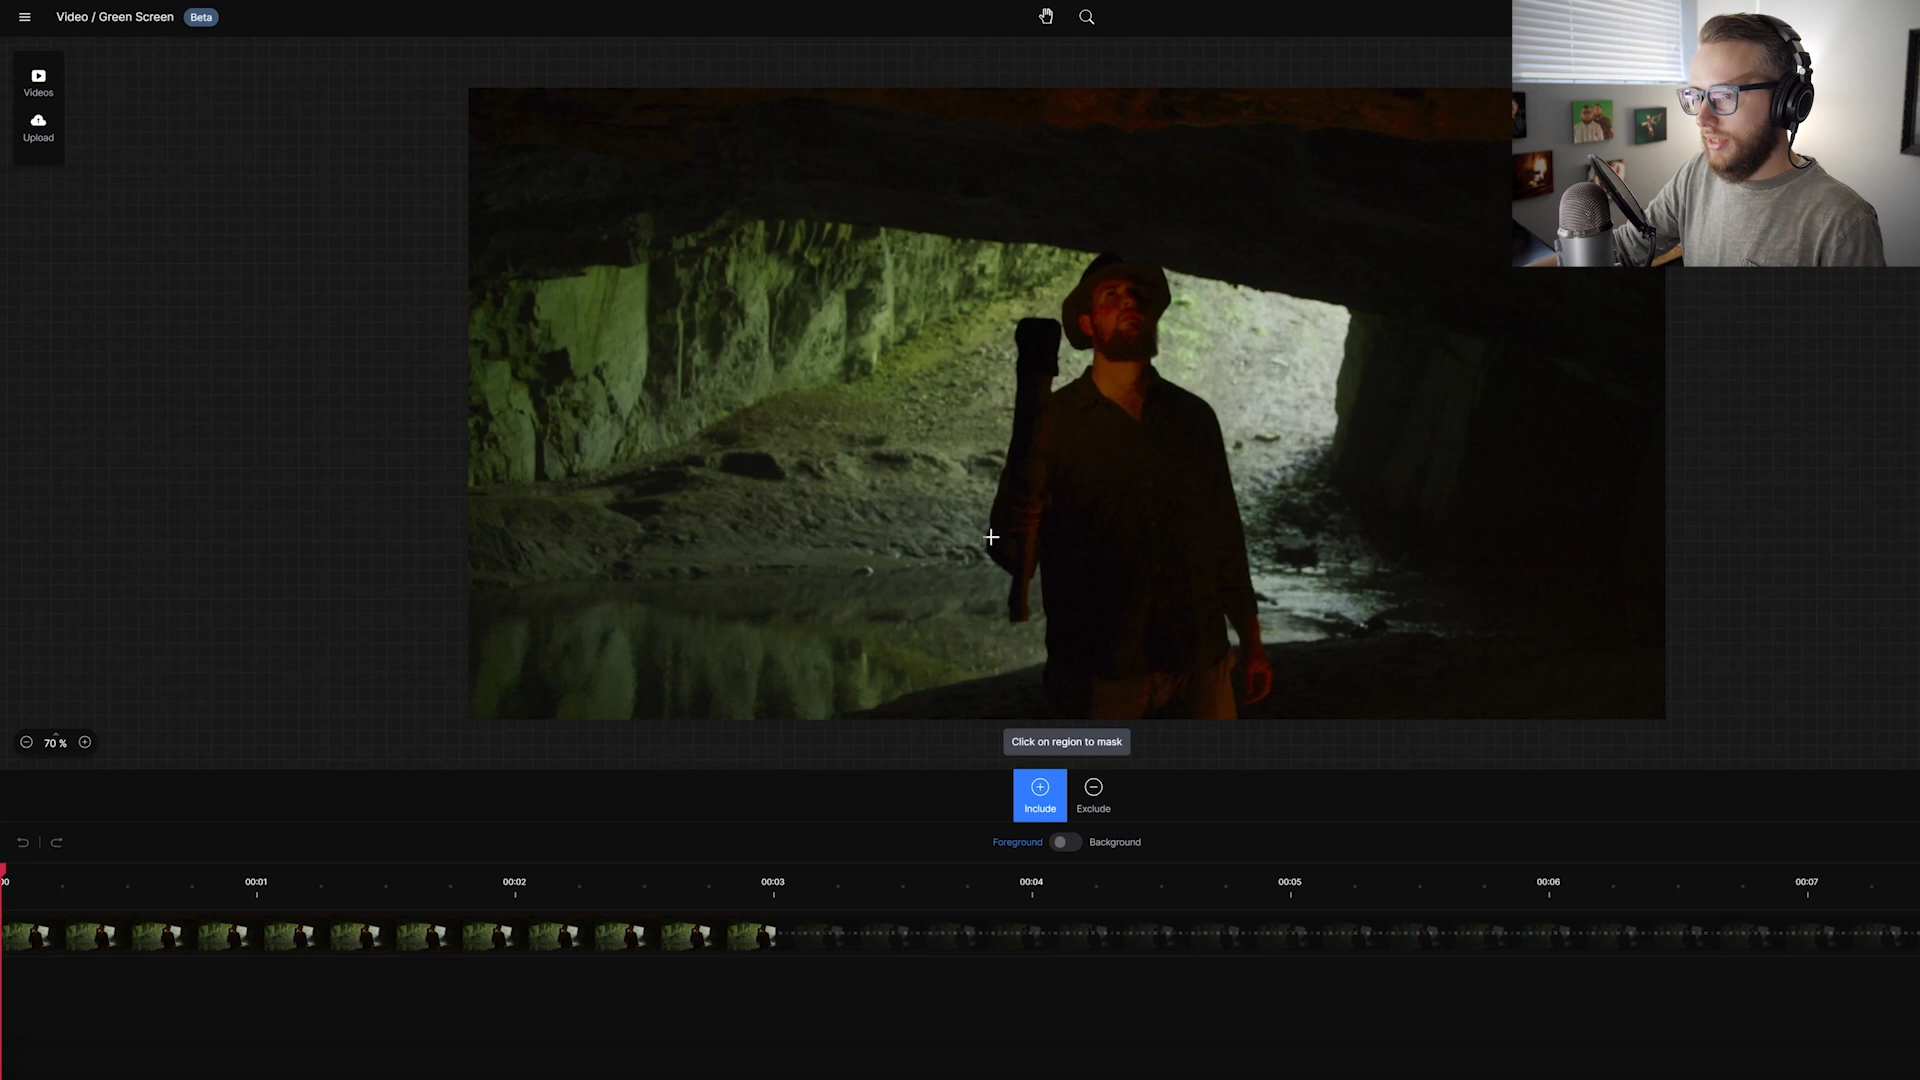 Video / Green Screen Beta
Videos
Upload
70 %
Click on region to mask
Include Exclude
Foreground Background
00 00:01 00:02 00:03 00:04 00:05 00:06 00:07